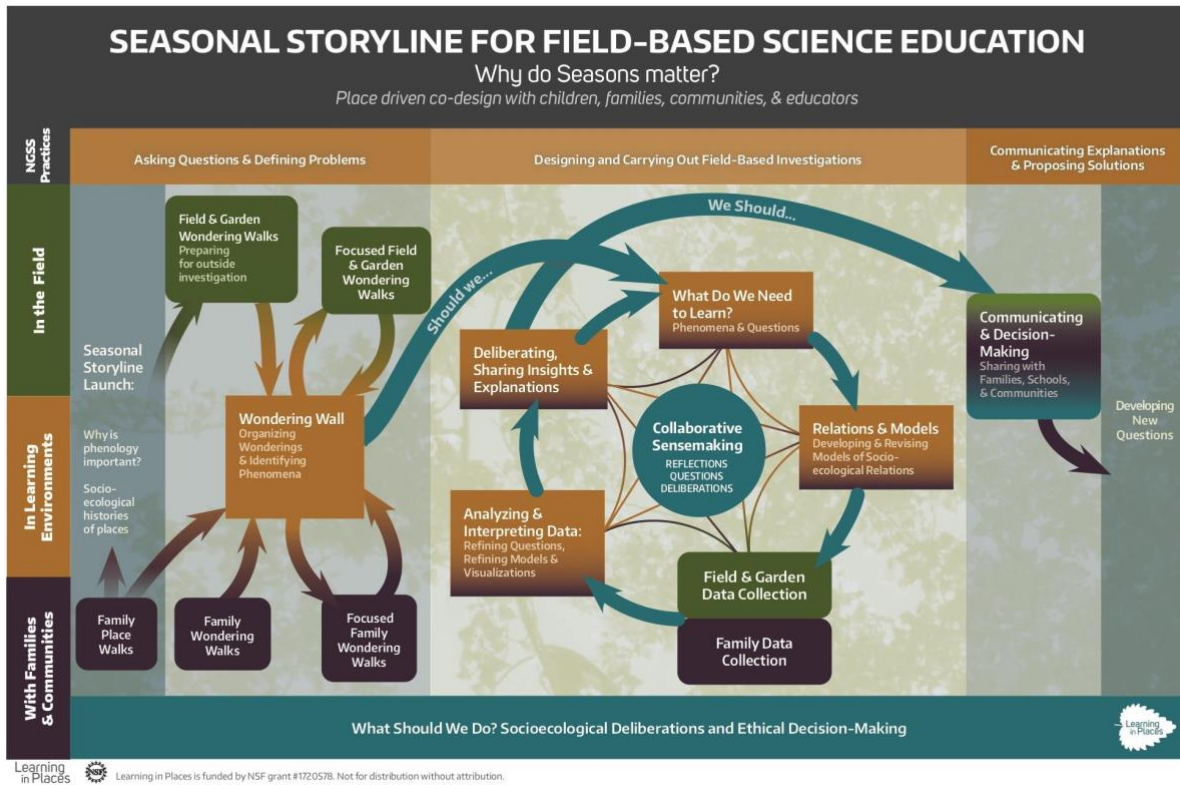 SEASONAL STORYLINE FOR FIELD-BASED SCIENCE EDUCATION
Why do Seasons matter?
Place driven co-design with children, families, communities, & educators
NGSS
Practices
Asking Questions & Defining Problems
Designing and Carrying Out Field-Based Investigations
Communicating Explanations
& Proposing Solutions
In the Field
In Learning
Environments
With Families
& Communities
Seasonal
Storyline
Launch:
Why is
phenology
important?
Socio-
ecological
histories
of places
Field & Garden
Wondering Walks
Preparing
for outside
investigation
Focused Field
& Garden
Wondering
Walks
Wondering Wall
Organizing
Wonderings
& Identifying
Phenomena
Family
Place
Walks
Family
Wondering
Walks
Focused
Family
Wondering
Walks
Should we...
We Should...
What Do We Need
to Learn?
Phenomena & Questions
Deliberating,
Sharing Insights &
Explanations
Collaborative
Sensemaking
REFLECTIONS
QUESTIONS
DELIBERATIONS
Relations & Models
Developing & Revising
Models of Socio-
ecological Relations
Analyzing &
Interpreting Data:
Refining Questions,
Refining Models &
Visualizations
Field & Garden
Data Collection
Family Data
Collection
Communicating
& Decision-
Making
Sharing with
Families, Schools,
& Communities
Developing
New
Questions
What Should We Do? Socioecological Deliberations and Ethical Decision-Making
Learning
in Places
Learning
in Places
NSF
Learning in Places is funded by NSF grant #1720578. Not for distribution without attribution.